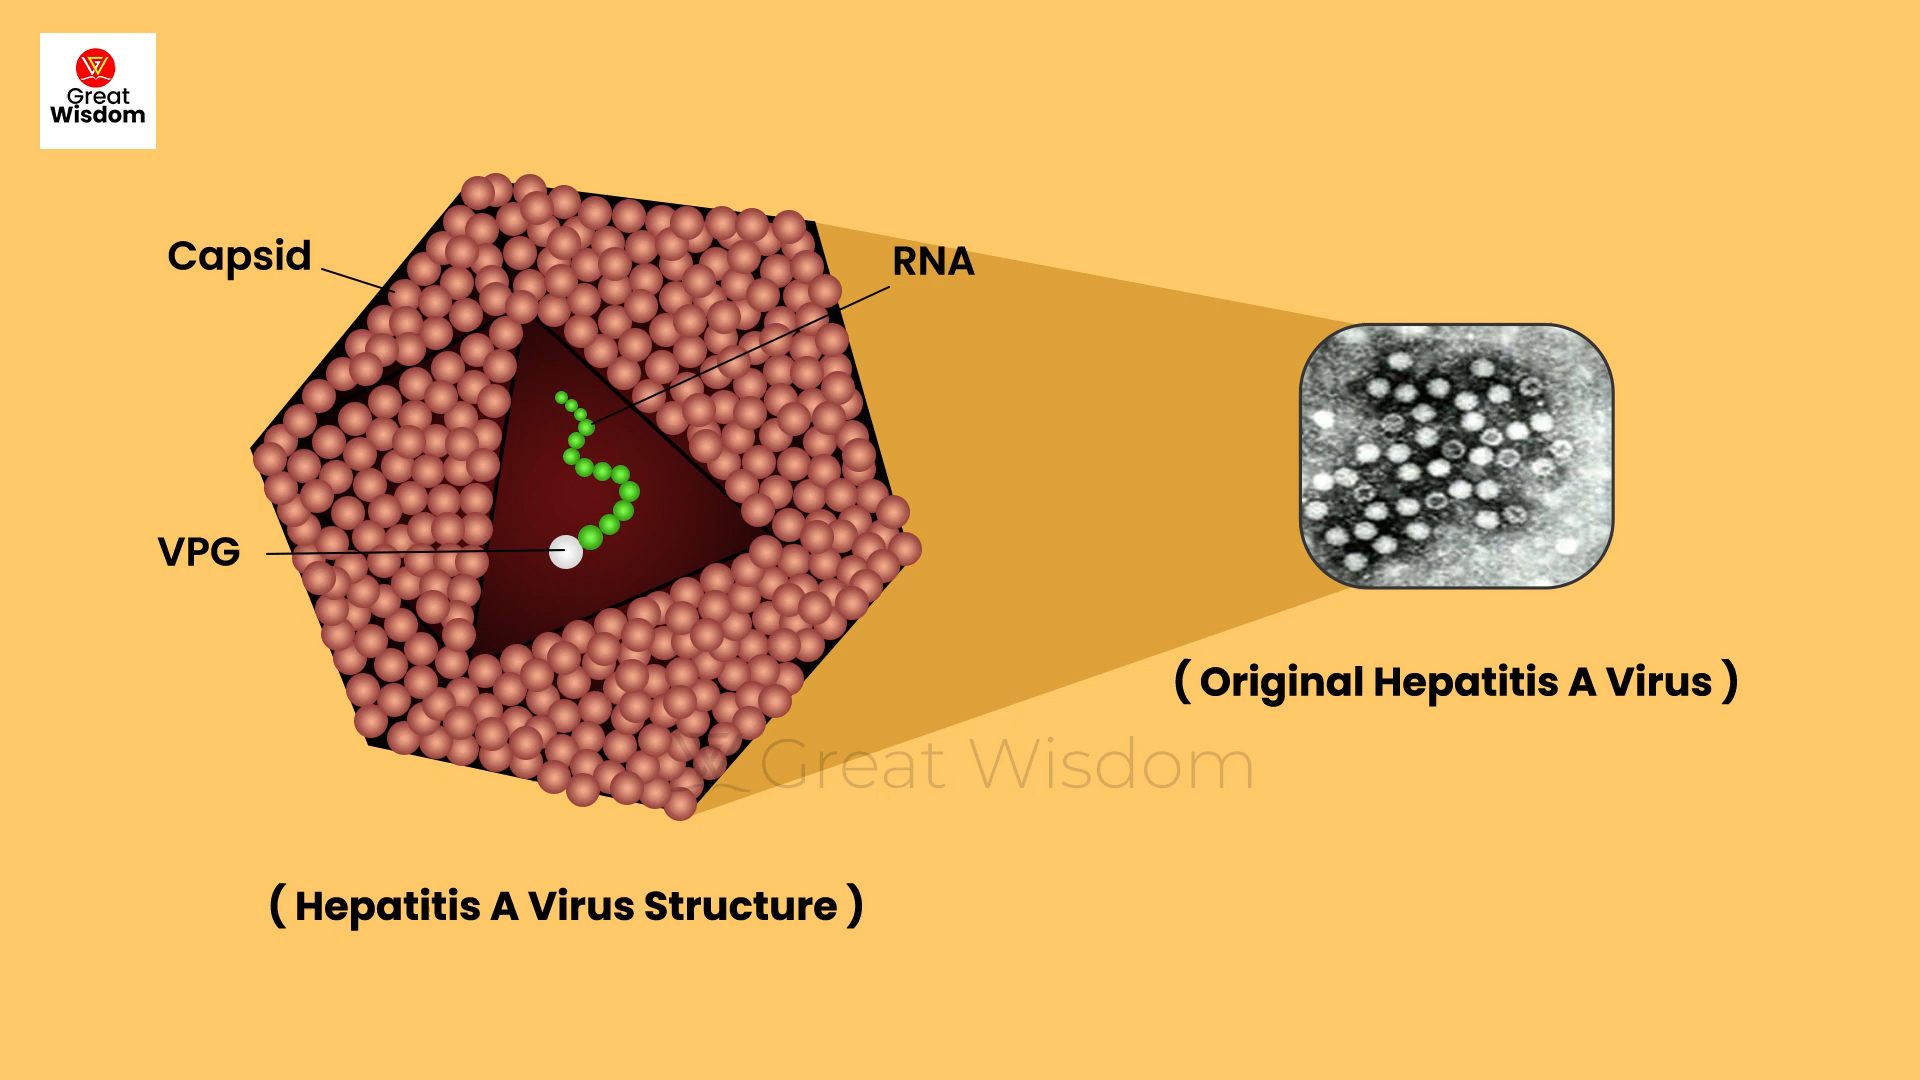 Great
Wisdom
Capsid
RNA
VPG
( Original Hepatitis A Virus )
Great Wisdom
( Hepatitis A Virus Structure )